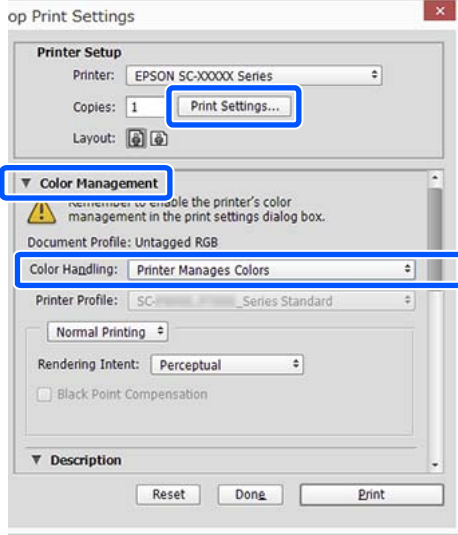 op Print Settings
Printer Setup
Printer: EPSON SC-XXXXX Series
Copies: 1 Print Settings...
Layout:
▼ Color Management
Remember to enable the printer's color
management in the print settings dialog box.
Document Profile: Untagged RGB
Color Handling: Printer Manages Colors
Printer Profile: SC- _Series Standard
Normal Printing
Rendering Intent: Perceptual
Black Point Compensation
▼ Description
Reset Done Print